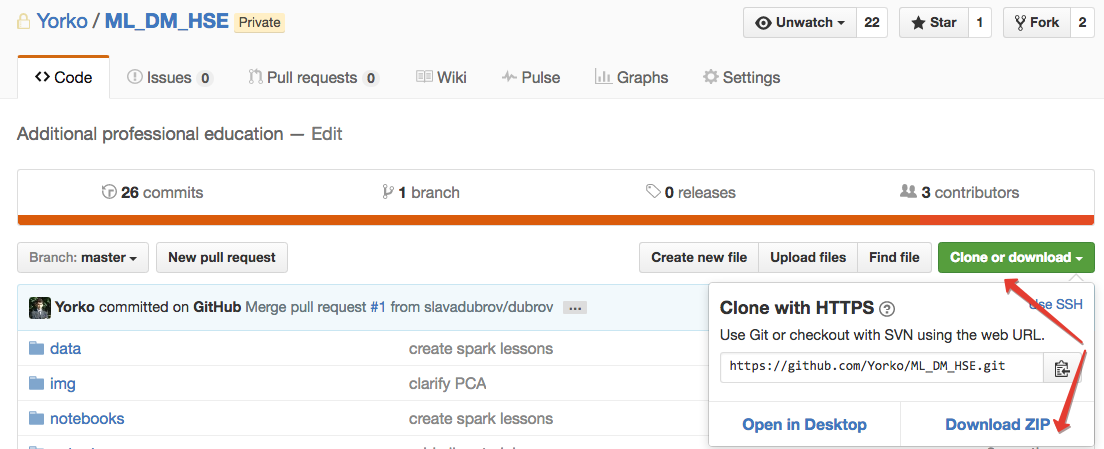 Yorko / ML_DM_HSE Private
Unwatch 22 Star 1 Fork 2
Code Issues 0 Pull requests 0 Wiki Pulse Graphs Settings
Additional professional education — Edit
26 commits 1 branch 0 releases 3 contributors
Branch: master New pull request Create new file Upload files Find file Clone or download
Yorko committed on GitHub Merge pull request #1 from slavadubrov/dubrov ...
data create spark lessons
img clarify PCA
notebooks create spark lessons
Clone with HTTPS ? Use SSH
Use Git or checkout with SVN using the web URL.
https://github.com/Yorko/ML_DM_HSE.git
Open in Desktop Download ZIP